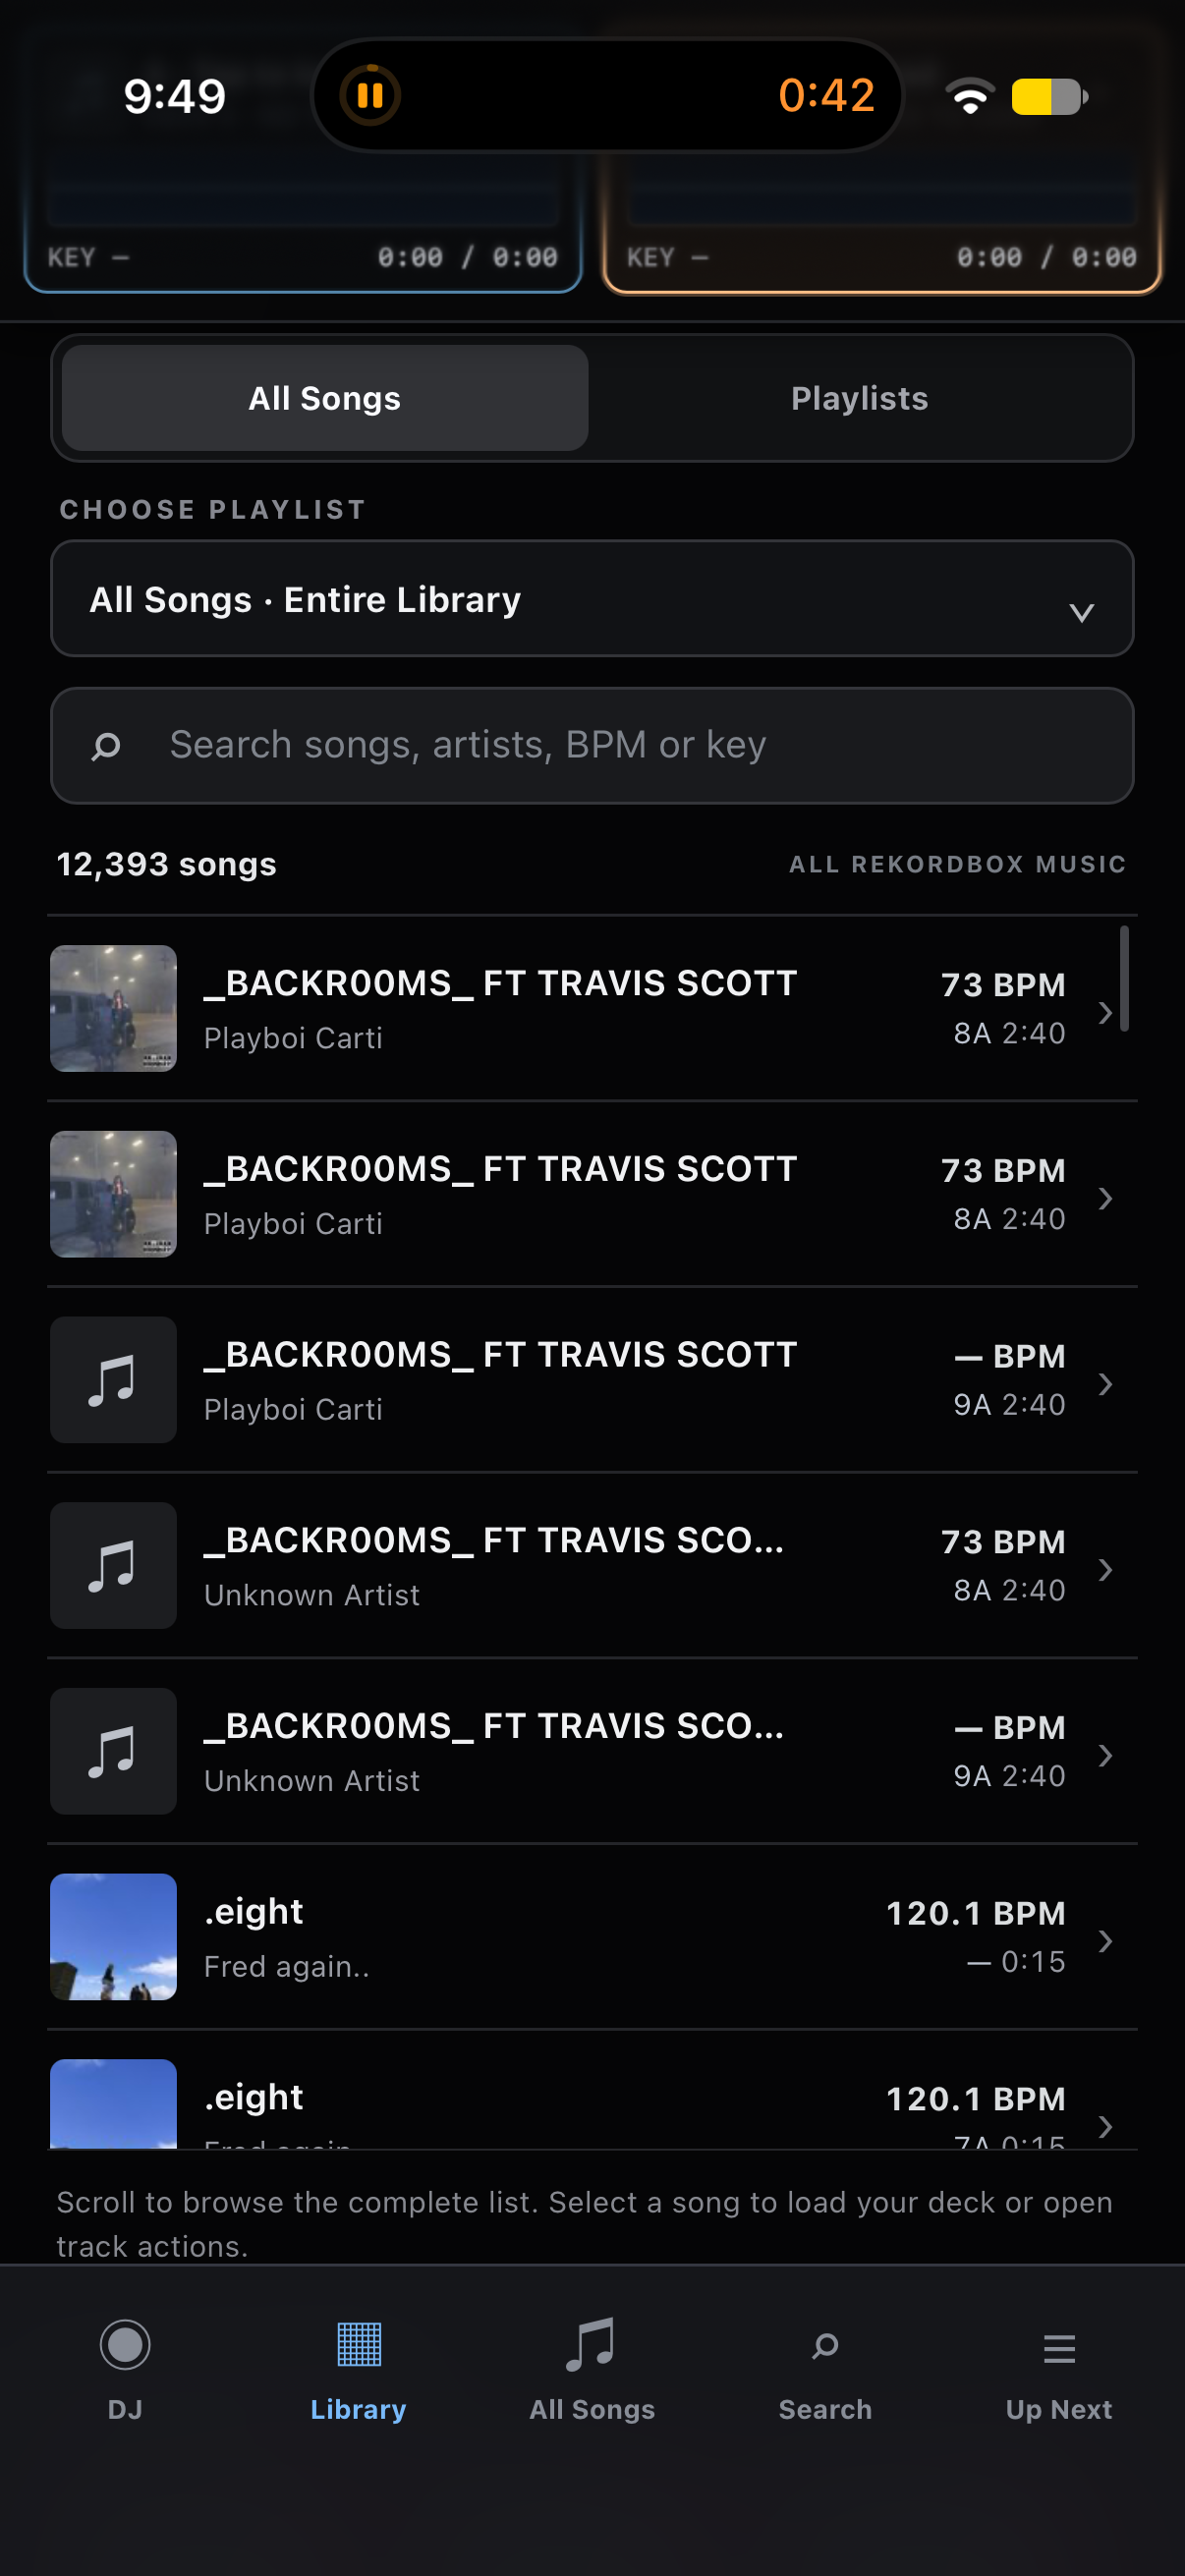 9:49
0:42
KEY — 0:00 / 0:00
KEY — 0:00 / 0:00
All Songs
Playlists
CHOOSE PLAYLIST
All Songs · Entire Library
Search songs, artists, BPM or key
12,393 songs
ALL REKORDBOX MUSIC
_BACKR00MS_ FT TRAVIS SCOTT
73 BPM
Playboi Carti
8A 2:40
_BACKR00MS_ FT TRAVIS SCOTT
73 BPM
Playboi Carti
8A 2:40
_BACKR00MS_ FT TRAVIS SCOTT
— BPM
Playboi Carti
9A 2:40
_BACKR00MS_ FT TRAVIS SCO...
73 BPM
Unknown Artist
8A 2:40
_BACKR00MS_ FT TRAVIS SCO...
— BPM
Unknown Artist
9A 2:40
.eight
120.1 BPM
Fred again..
— 0:15
.eight
120.1 BPM
Fred again..
7A 0:15
Scroll to browse the complete list. Select a song to load your deck or open
track actions.
DJ
Library
All Songs
Search
Up Next